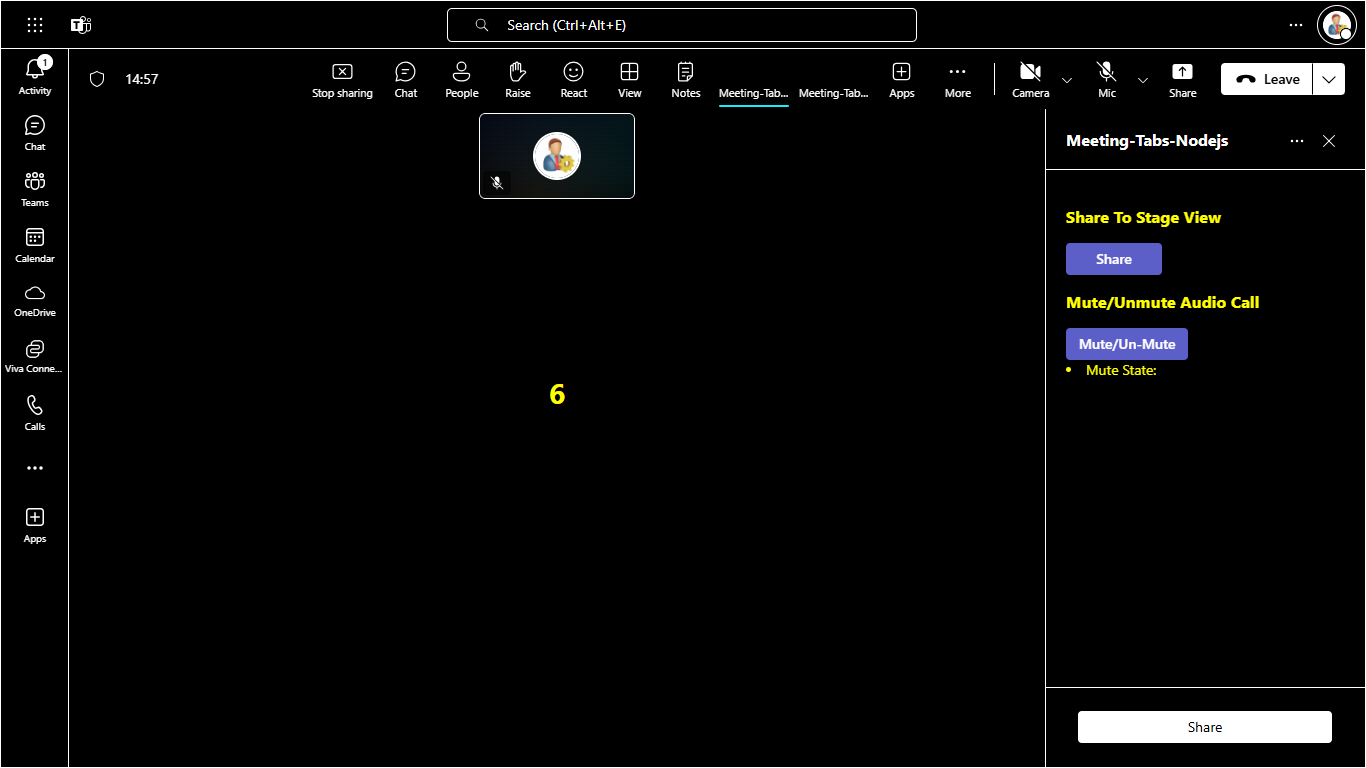 Search (Ctrl+Alt+E)
1
Activity
Chat
Teams
Calendar
OneDrive
Viva Conne...
Calls
Apps
14:57
Stop sharing
Chat
People
Raise
React
View
Notes
Meeting-Tab...
Meeting-Tab...
Apps
More
Camera
Mic
Share
Leave
6
Meeting-Tabs-Nodejs
Share To Stage View
Share
Mute/Unmute Audio Call
Mute/Un-Mute
• Mute State:
Share